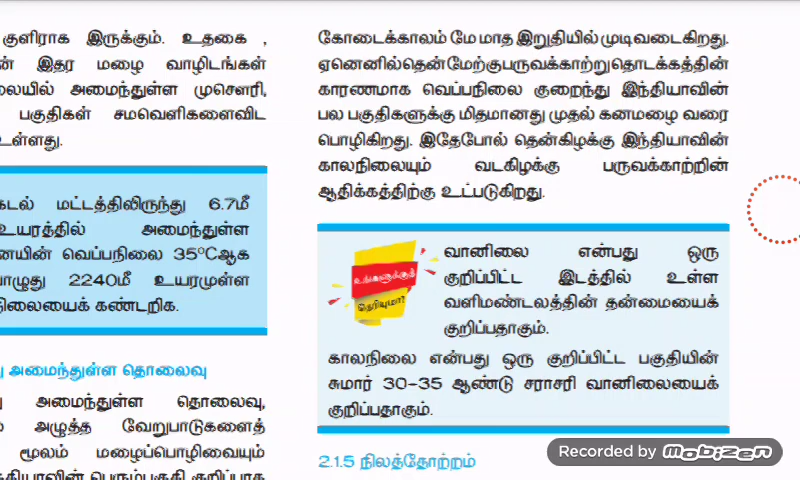 குளிராக இருக்கும். உதகை ,
இதர மழை வாழிடங்கள்
அமைந்துள்ள முசௌரி,
பகுதிகள் சமவெளிகளைவிட
உள்ளது.
கடல் மட்டத்திலிருந்து 6.7மீ
உயரத்தில் அமைந்துள்ள
வெப்பநிலை 35°Cஆக
2240மீ உயரமுள்ள
கண்டறிக.
அமைந்துள்ள தொலைவு
அமைந்துள்ள தொலைவு,
அழுத்த வேறுபாடுகளைத்
மூலம் மழைப்பொழிவையும்
பெரும்பகுதி குறிப்பாக
கோடைக்காலம் மே மாத இறுதியில் முடிவடைகிறது.
ஏனெனில்தென்மேற்குபருவக்காற்றுதொடக்கத்தின்
காரணமாக வெப்பநிலை குறைந்து இந்தியாவின்
பல பகுதிகளுக்கு மிதமானது முதல் கனமழை வரை
பொழிகிறது. இதேபோல் தென்கிழக்கு இந்தியாவின்
காலநிலையும் வடகிழக்கு பருவக்காற்றின்
ஆதிக்கத்திற்கு உட்படுகிறது.
உங்களுக்குத்
தெரியுமா?
வானிலை என்பது ஒரு
குறிப்பிட்ட இடத்தில் உள்ள
வளிமண்டலத்தின் தன்மையைக்
குறிப்பதாகும்.
காலநிலை என்பது ஒரு குறிப்பிட்ட பகுதியின்
சுமார் 30-35 ஆண்டு சராசரி வானிலையைக்
குறிப்பதாகும்.
2.1.5 நிலத்தோற்றம்
Recorded by mobizen